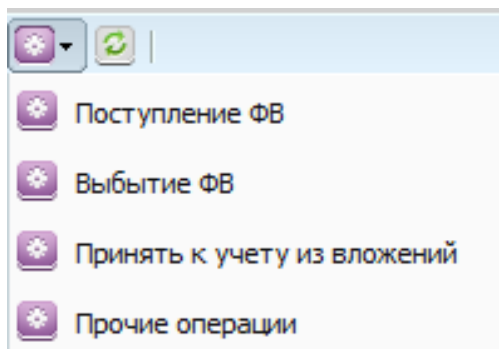 Поступление ФВ
Выбытие ФВ
Принять к учету из вложений
Прочие операции